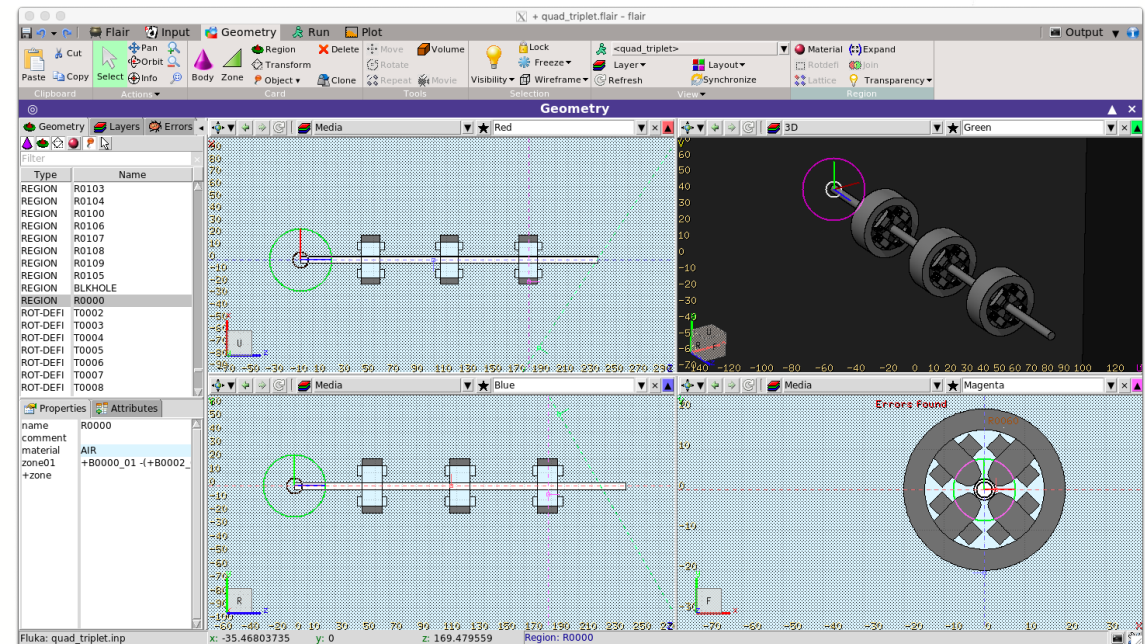 + quad_triplet.flair - flair
Flair Input Geometry Run Plot Output
Paste Cut Copy Select Pan Orbit Info Body Zone Region Transform Object Delete Clone Move Rotate Repeat Volume Movie Visibility Lock Freeze Wireframe <quad_triplet> Layer Refresh Layout Synchronize Material Rotdefi Lattice Expand Join Transparency
Clipboard Actions Card Tools Selection View Region
Geometry
Geometry Layers Errors Media Red 3D Green
Filter
Type Name
REGION R0103
REGION R0104
REGION R0100
REGION R0106
REGION R0107
REGION R0108
REGION R0109
REGION R0105
REGION BLKHOLE
REGION R0000
ROT-DEFI T0002
ROT-DEFI T0003
ROT-DEFI T0004
ROT-DEFI T0005
ROT-DEFI T0006
ROT-DEFI T0007
ROT-DEFI T0008
Media Blue Media Magenta
Errors found
Properties Attributes
name R0000
comment
material AIR
zone01 +B0000_01 -(+B0002_
+zone
U
R
F
Fluka: quad_triplet.inp x: -35.46803735 y: 0 z: 169.479559 Region: R0000